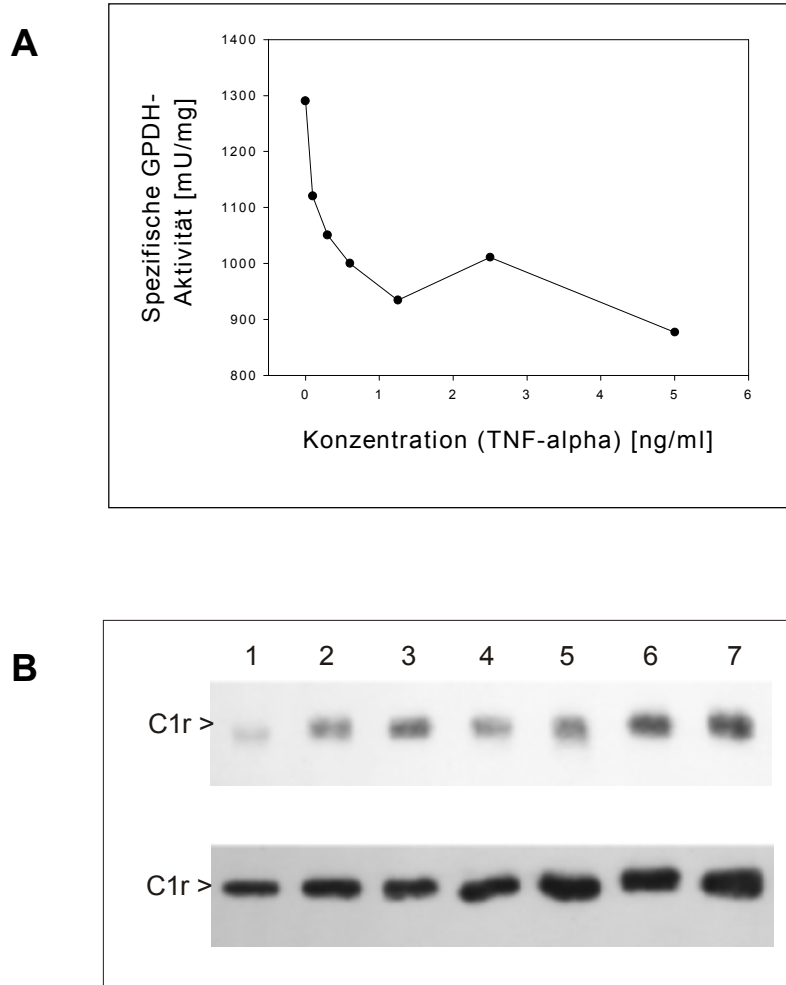 A
1400
1300
1200
1100
1000
900
800
Spezifische GPDH-
Aktivität [mU/mg]
0 1 2 3 4 5 6
Konzentration (TNF-alpha) [ng/ml]
B
1 2 3 4 5 6 7
C1r >
C1r >